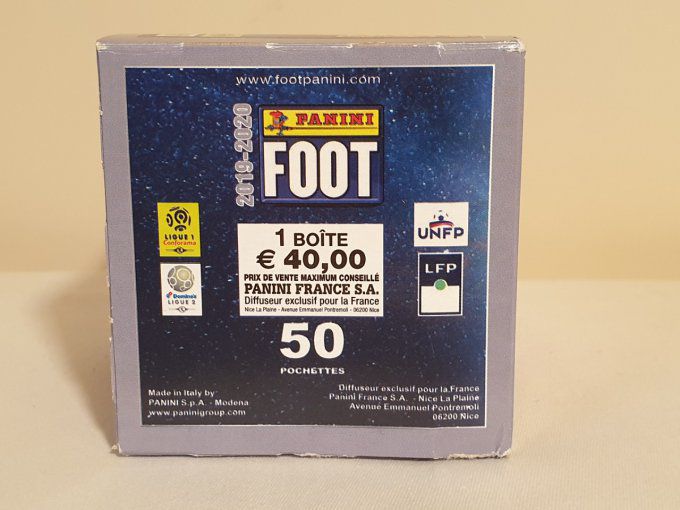 www.footpanini.com
2019-2020
PANINI
FOOT
LIGUE 1
Conforama
Domino's
LIGUE 2
UNFP
LFP
1 BOÎTE
€ 40,00
PRIX DE VENTE MAXIMUM CONSEILLÉ
PANINI FRANCE S.A.
Diffuseur exclusif pour la France
Nice La Plaine - Avenue Emmanuel Pontremoli - 06200 Nice
50
POCHETTES
Made in Italy by
PANINI S.p.A. - Modena
www.paninigroup.com
Diffuseur exclusif pour la France
Panini France S.A. - Nice La Plaine
Avenue Emmanuel Pontremoli
06200 Nice